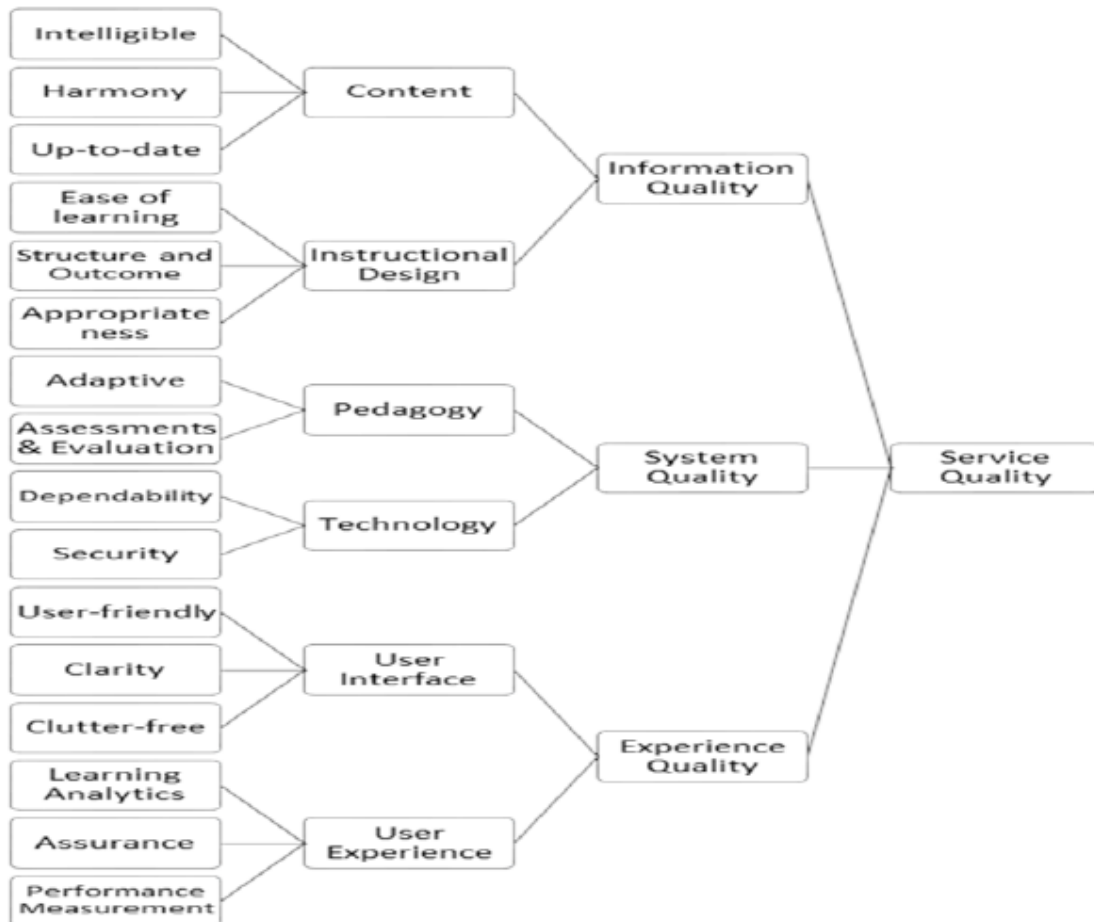 Intelligible
Harmony
Up-to-date
Ease of
learning
Structure and
Outcome
Appropriate
ness
Adaptive
Assessments
& Evaluation
Dependability
Security
User-friendly
Clarity
Clutter-free
Learning
Analytics
Assurance
Performance
Measurement
Content
Instructional
Design
Pedagogy
Technology
User
Interface
User
Experience
Information
Quality
System
Quality
Experience
Quality
Service
Quality